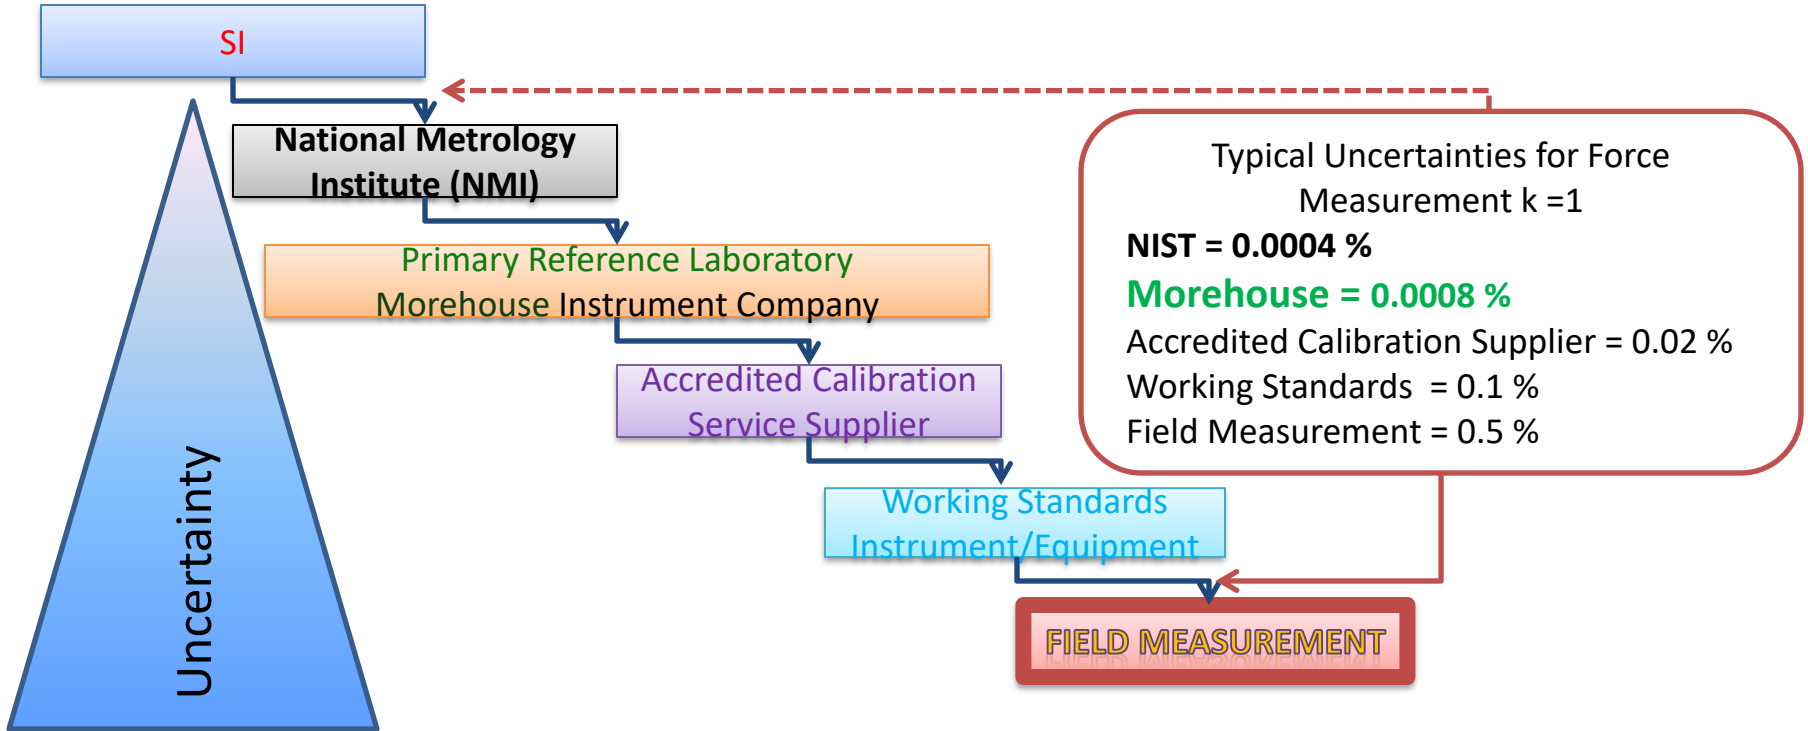 SI
National Metrology
Institute (NMI)
Primary Reference Laboratory
Morehouse Instrument Company
Accredited Calibration
Service Supplier
Working Standards
Instrument/Equipment
FIELD MEASUREMENT
Uncertainty
Typical Uncertainties for Force
Measurement k =1
NIST = 0.0004 %
Morehouse = 0.0008 %
Accredited Calibration Supplier = 0.02 %
Working Standards  = 0.1 %
Field Measurement = 0.5 %